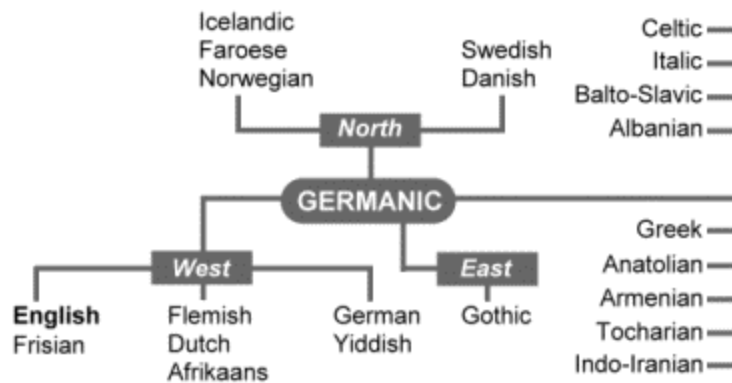 Icelandic
Faroese
Norwegian
Swedish
Danish
North
GERMANIC
West
East
English
Frisian
Flemish
Dutch
Afrikaans
German
Yiddish
Gothic
Celtic
Italic
Balto-Slavic
Albanian
Greek
Anatolian
Armenian
Tocharian
Indo-Iranian